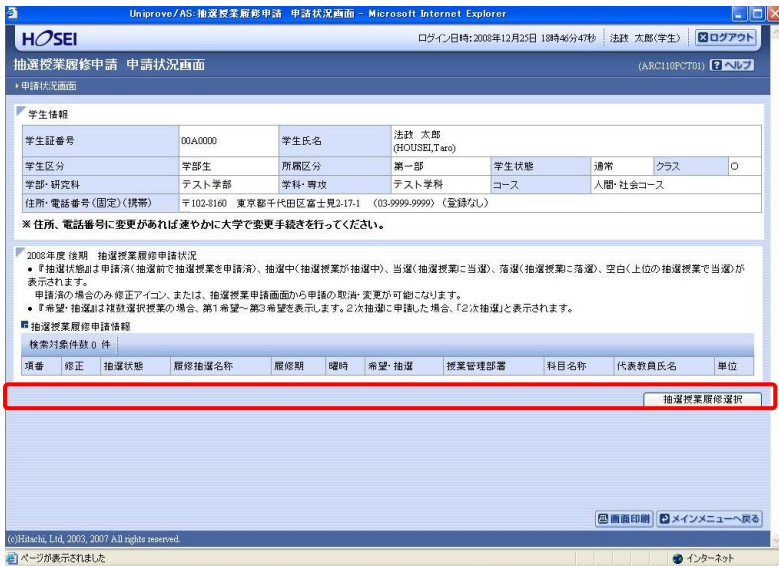 Uniprove/AS:抽選授業履修申請 申請状況画面 - Microsoft Internet Explorer
HOSEI
ログイン日時:2008年12月25日 18時46分47秒 法政 太郎(学生) ログアウト
抽選授業履修申請 申請状況画面
(ARC110PCT01) ? ヘルプ
申請状況画面
学生情報
学生証番号 00A0000 学生氏名 法政 太郎
(HOUSEI,Taro)
学生区分 学部生 所属区分 第一部 学生状態 通常 クラス O
学部・研究科 テスト学部 学科・専攻 テスト学科 コース 人間・社会コース
住所・電話番号(固定)(携帯) 〒102-8160 東京都千代田区富士見2-17-1 (03-9999-9999) (登録なし)
※住所、電話番号に変更があれば速やかに大学で変更手続きを行ってください。
2008年度 後期 抽選授業履修申請状況
● 『抽選状態』は申請済(抽選前で抽選授業を申請済)、抽選中(抽選授業が抽選中)、当選(抽選授業に当選)、落選(抽選授業に落選)、空白(上位の抽選授業で当選)が
表示されます。
申請済の場合のみ修正アイコン、または、抽選授業申請画面から申請の取消・変更が可能になります。
● 『希望・抽選』は複数選択授業の場合、第1希望~第3希望を表示します。2次抽選に申請した場合、「2次抽選」と表示されます。
抽選授業履修申請情報
検索対象件数 0 件
項番 修正 抽選状態 履修抽選名称 履修期 曜時 希望・抽選 授業管理部署 科目名称 代表教員氏名 単位
抽選授業履修選択
画面印刷 メインメニューへ戻る
(c)Hitachi, Ltd, 2003, 2007 All rights reserved.
ページが表示されました インターネット